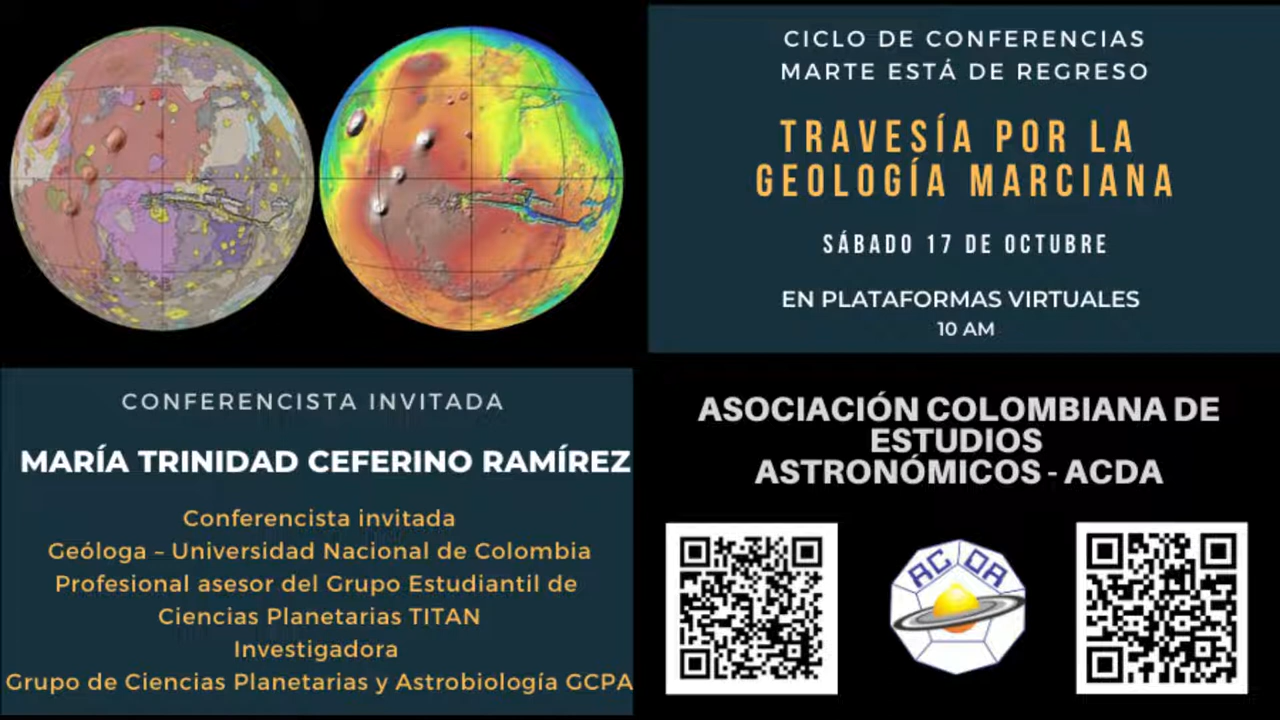 CICLO DE CONFERENCIAS
MARTE ESTÁ DE REGRESO
TRAVESÍA POR LA
GEOLOGÍA MARCIANA
SÁBADO 17 DE OCTUBRE
EN PLATAFORMAS VIRTUALES
10 AM
CONFERENCISTA INVITADA
MARÍA TRINIDAD CEFERINO RAMÍREZ
Conferencista invitada
Geóloga – Universidad Nacional de Colombia
Profesional asesor del Grupo Estudiantil de
Ciencias Planetarias TITAN
Investigadora
Grupo de Ciencias Planetarias y Astrobiología GCPA
ASOCIACIÓN COLOMBIANA DE
ESTUDIOS
ASTRONÓMICOS - ACDA
ACDA